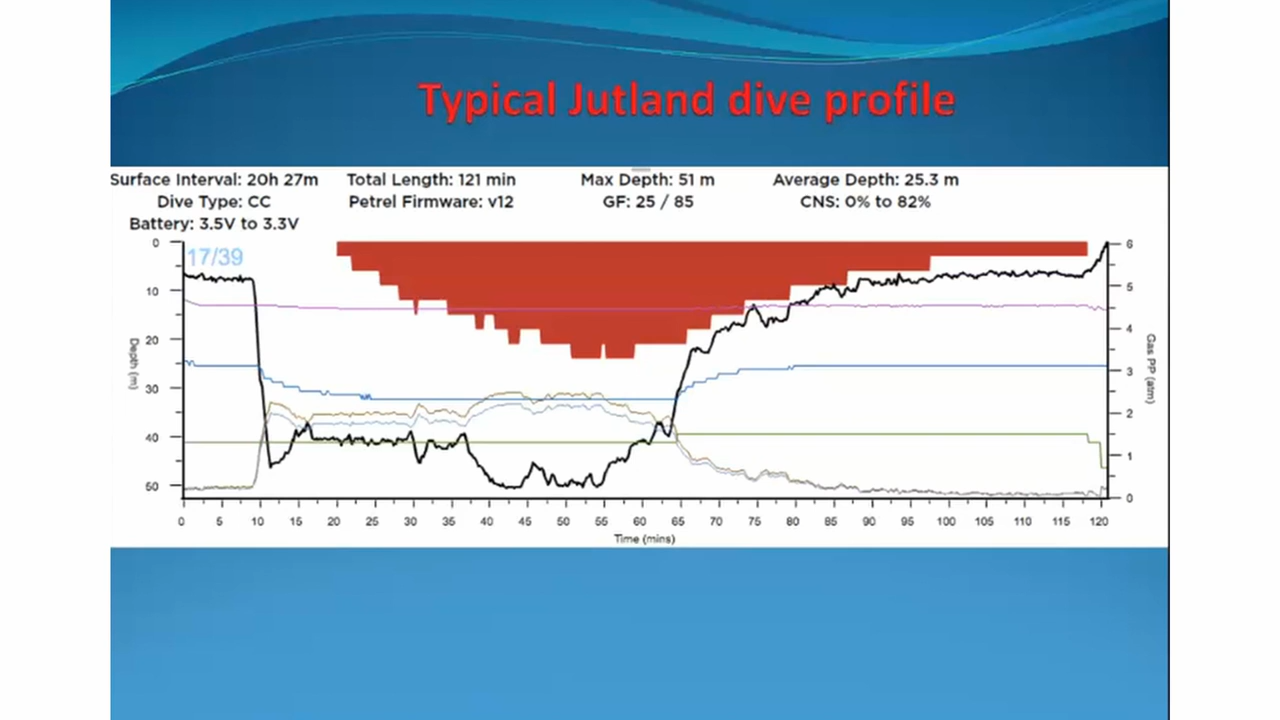 Typical Jutland dive profile
Surface Interval: 20h 27m Total Length: 121 min Max Depth: 51 m Average Depth: 25.3 m
Dive Type: CC Petrel Firmware: v12 GF: 25 / 85 CNS: 0% to 82%
Battery: 3.5V to 3.3V
17/39
0
10
20
30
40
50
Depth (m)
6
5
4
3
2
1
0
Gas PP (atm)
0 5 10 15 20 25 30 35 40 45 50 55 60 65 70 75 80 85 90 95 100 105 110 115 120
Time (mins)